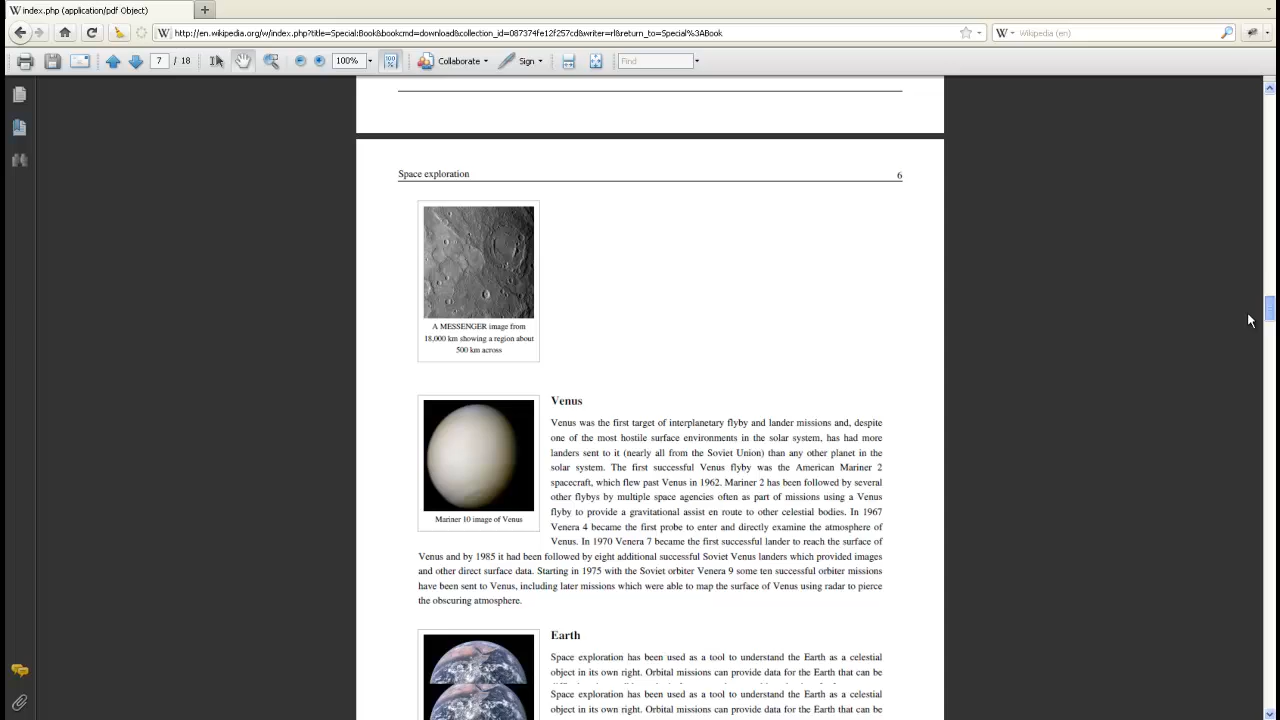 index.php (application/pdf Object)
http://en.wikipedia.org/w/index.php?title=Special:Book&bookcmd=download&collection_id=087374fe12f257cd&writer=rl&return_to=Special%3ABook
Wikipedia (en)
7 / 18
100%
Collaborate
Sign
Find
Space exploration 6
A MESSENGER image from
18,000 km showing a region about
500 km across
Venus
Venus was the first target of interplanetary flyby and lander missions and, despite
one of the most hostile surface environments in the solar system, has had more
landers sent to it (nearly all from the Soviet Union) than any other planet in the
solar system. The first successful Venus flyby was the American Mariner 2
spacecraft, which flew past Venus in 1962. Mariner 2 has been followed by several
other flybys by multiple space agencies often as part of missions using a Venus
flyby to provide a gravitational assist en route to other celestial bodies. In 1967
Venera 4 became the first probe to enter and directly examine the atmosphere of
Venus. In 1970 Venera 7 became the first successful lander to reach the surface of
Mariner 10 image of Venus
Venus and by 1985 it had been followed by eight additional successful Soviet Venus landers which provided images
and other direct surface data. Starting in 1975 with the Soviet orbiter Venera 9 some ten successful orbiter missions
have been sent to Venus, including later missions which were able to map the surface of Venus using radar to pierce
the obscuring atmosphere.
Earth
Space exploration has been used as a tool to understand the Earth as a celestial
object in its own right. Orbital missions can provide data for the Earth that can be
Space exploration has been used as a tool to understand the Earth as a celestial
object in its own right. Orbital missions can provide data for the Earth that can be